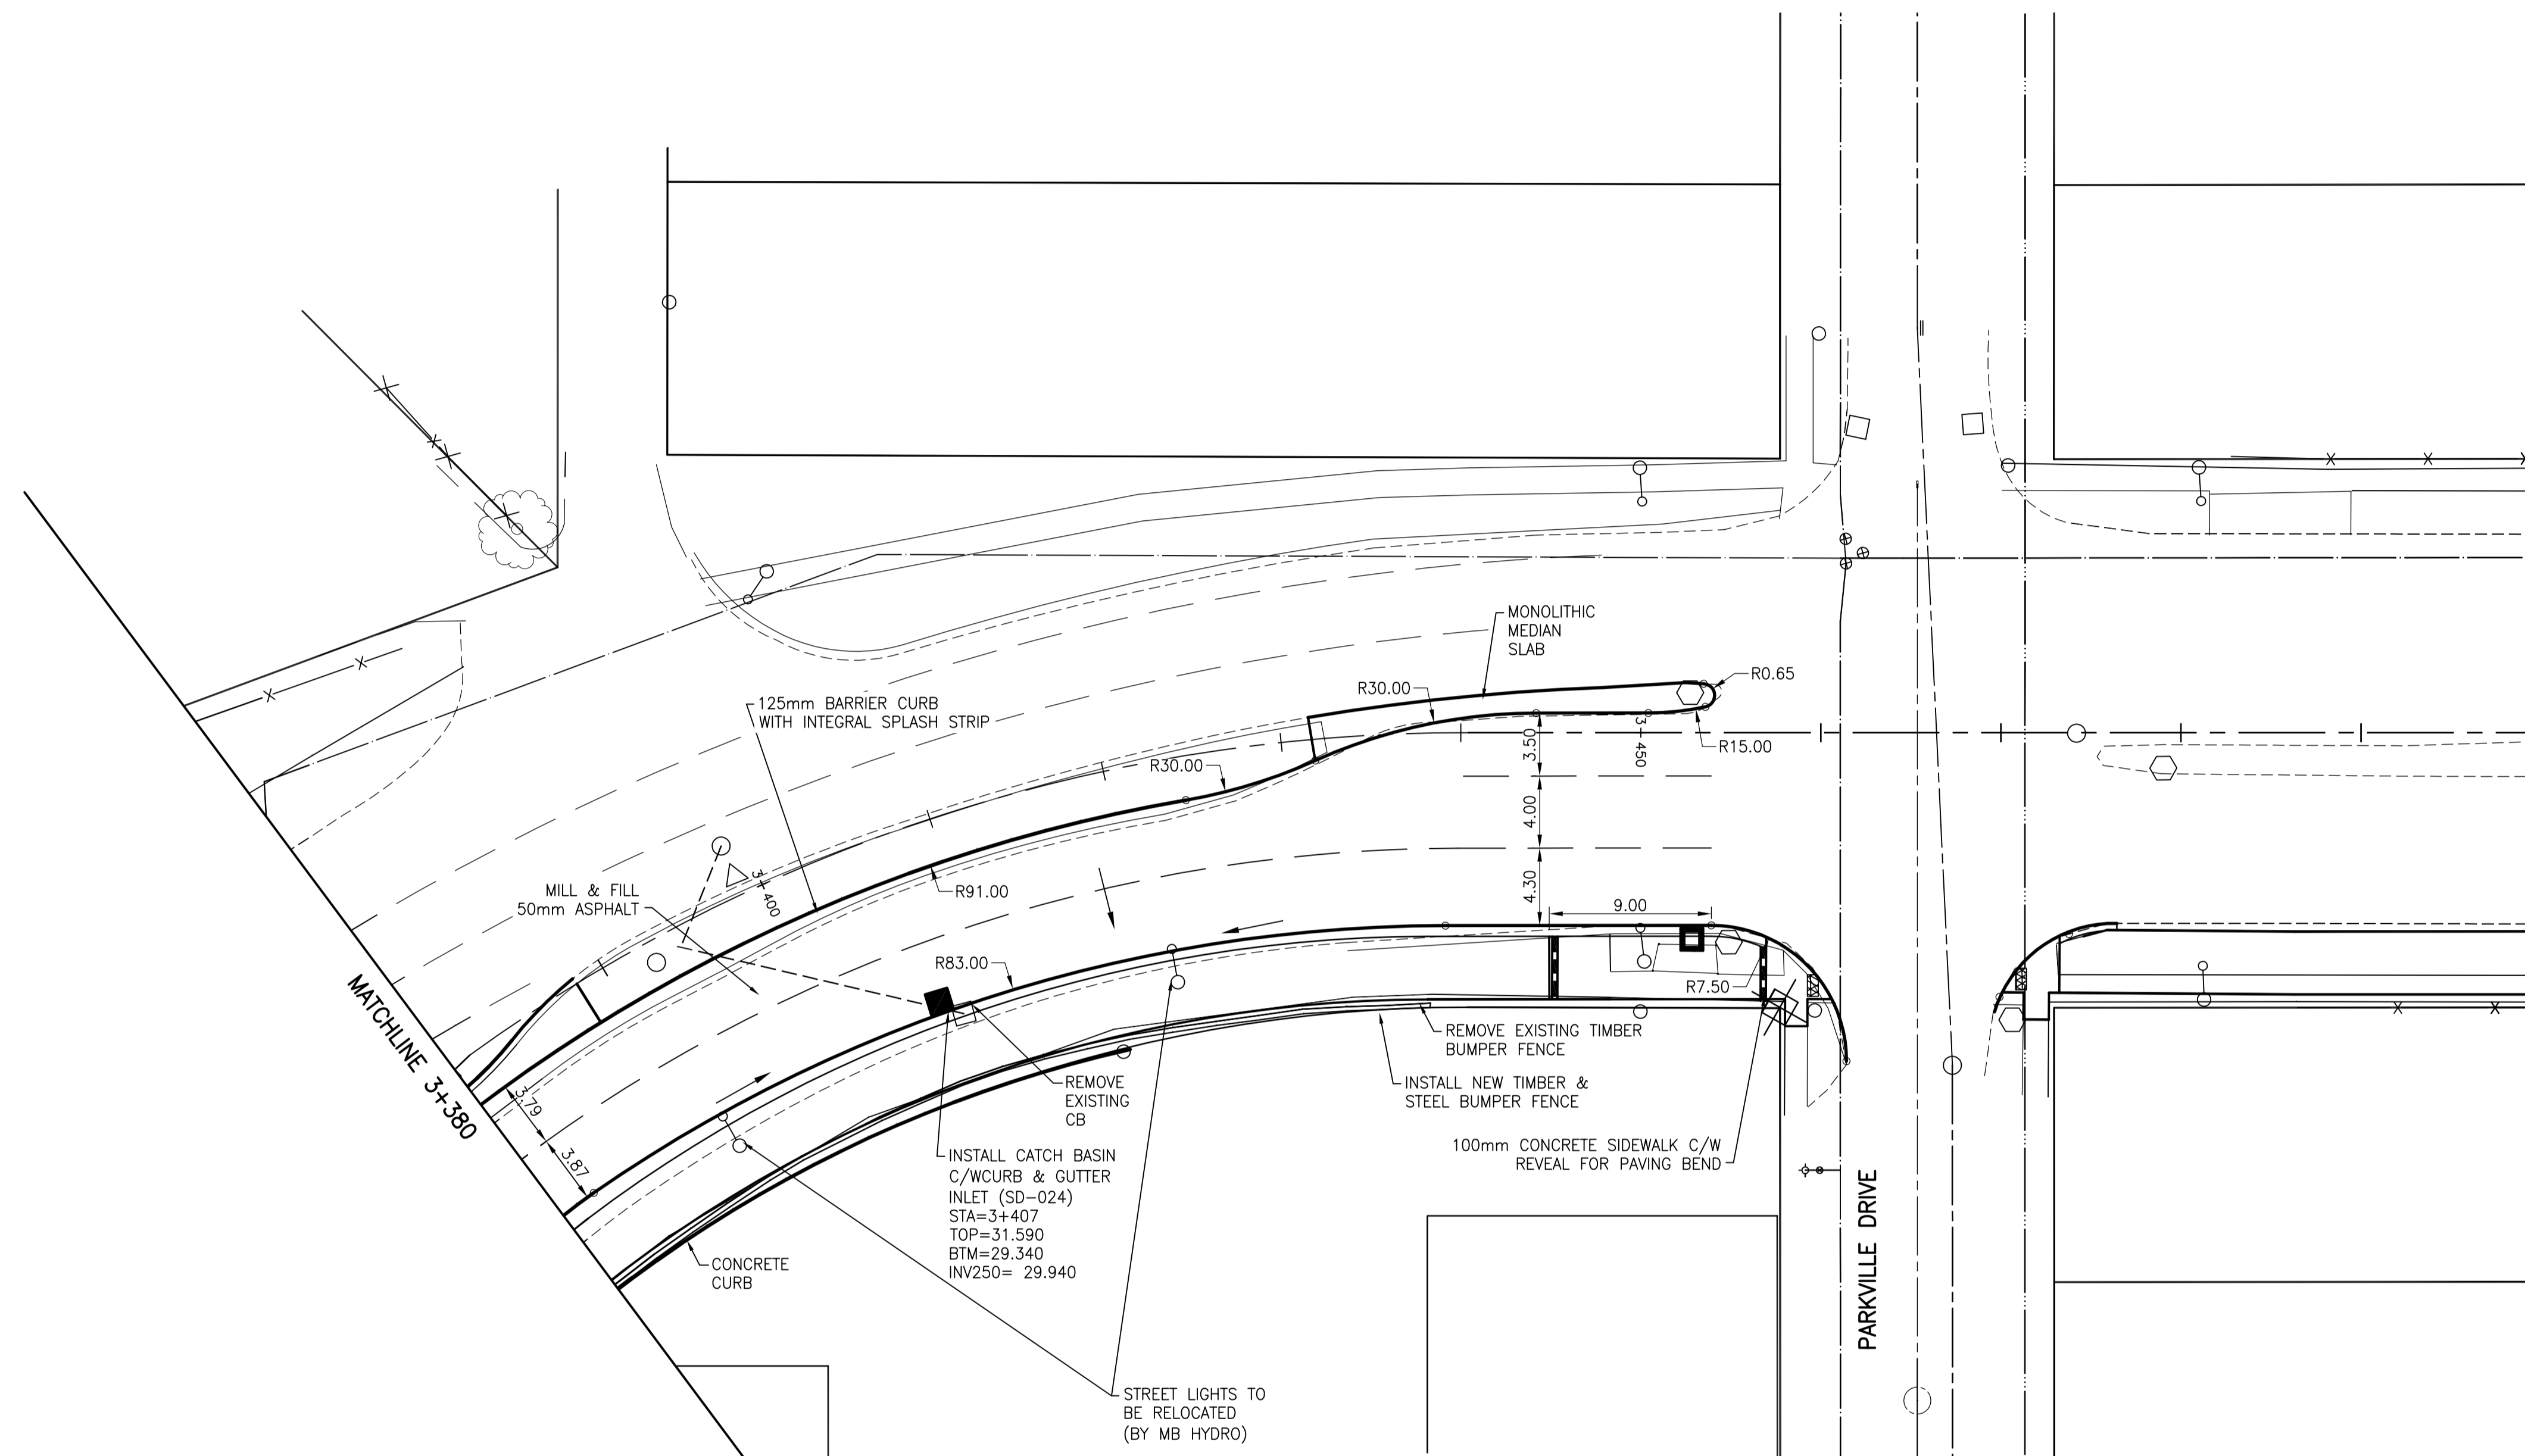 MONOLITHIC
MEDIAN
SLAB
R0.65
R30.00
125mm BARRIER CURB
WITH INTEGRAL SPLASH STRIP
3.50
3+450
R15.00
R30.00
4.00
MILL & FILL
50mm ASPHALT
3+400
R91.00
4.30
9.00
R83.00
R7.50
MATCHLINE 3+380
REMOVE EXISTING TIMBER
BUMPER FENCE
3.79
REMOVE
EXISTING
CB
INSTALL NEW TIMBER &
STEEL BUMPER FENCE
3.87
INSTALL CATCH BASIN
C/WCURB & GUTTER
INLET (SD-024)
STA=3+407
TOP=31.590
BTM=29.340
INV250= 29.940
100mm CONCRETE SIDEWALK C/W
REVEAL FOR PAVING BEND
PARKVILLE DRIVE
CONCRETE
CURB
STREET LIGHTS TO
BE RELOCATED
(BY MB HYDRO)